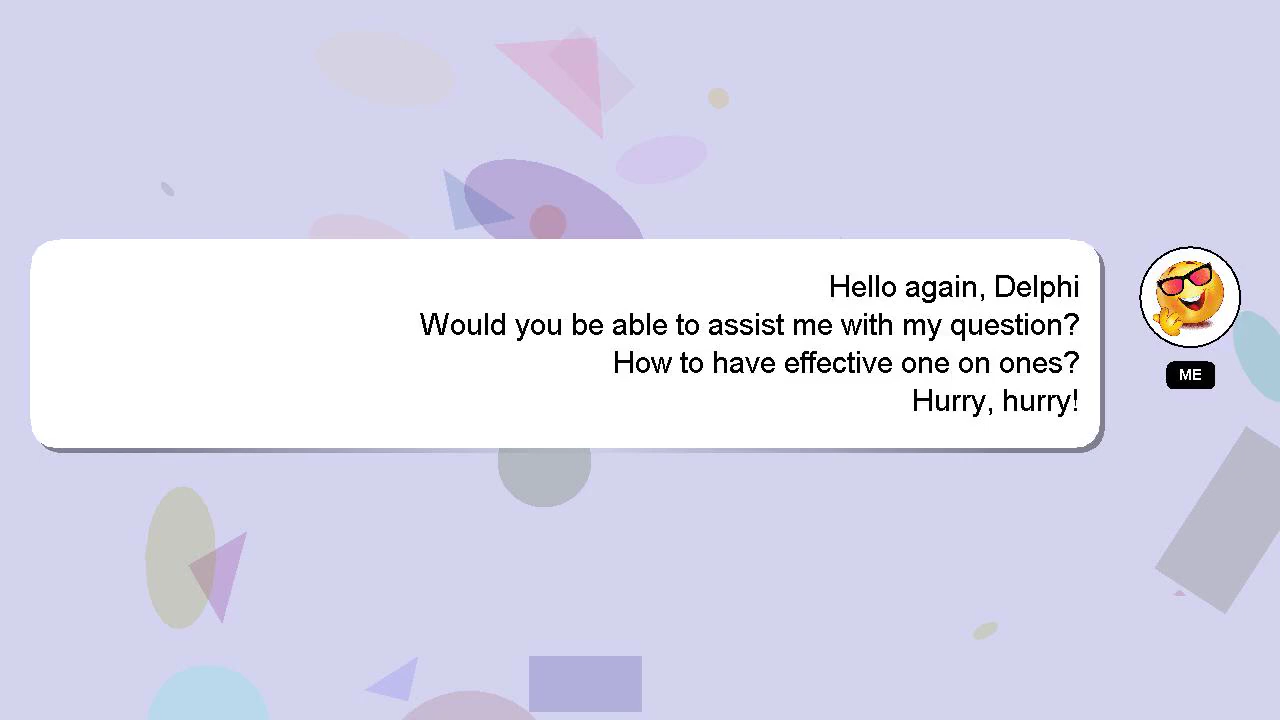 Hello again, Delphi
Would you be able to assist me with my question?
How to have effective one on ones?
Hurry, hurry!
ME